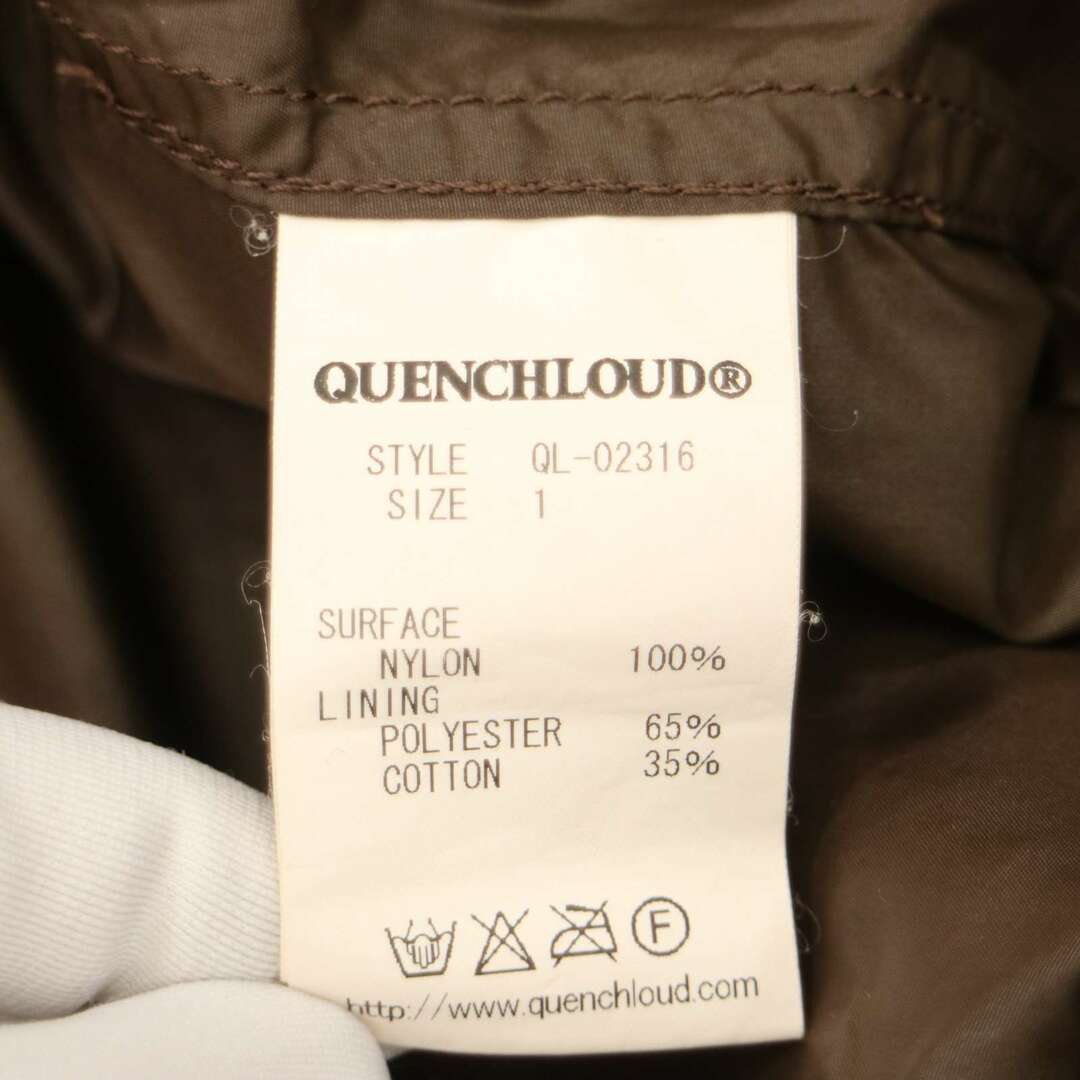 QUENCHLOUD®
STYLE QL-02316
SIZE 1
SURFACE
NYLON 100%
LINING
POLYESTER 65%
COTTON 35%
F
http://www.quenchloud.com